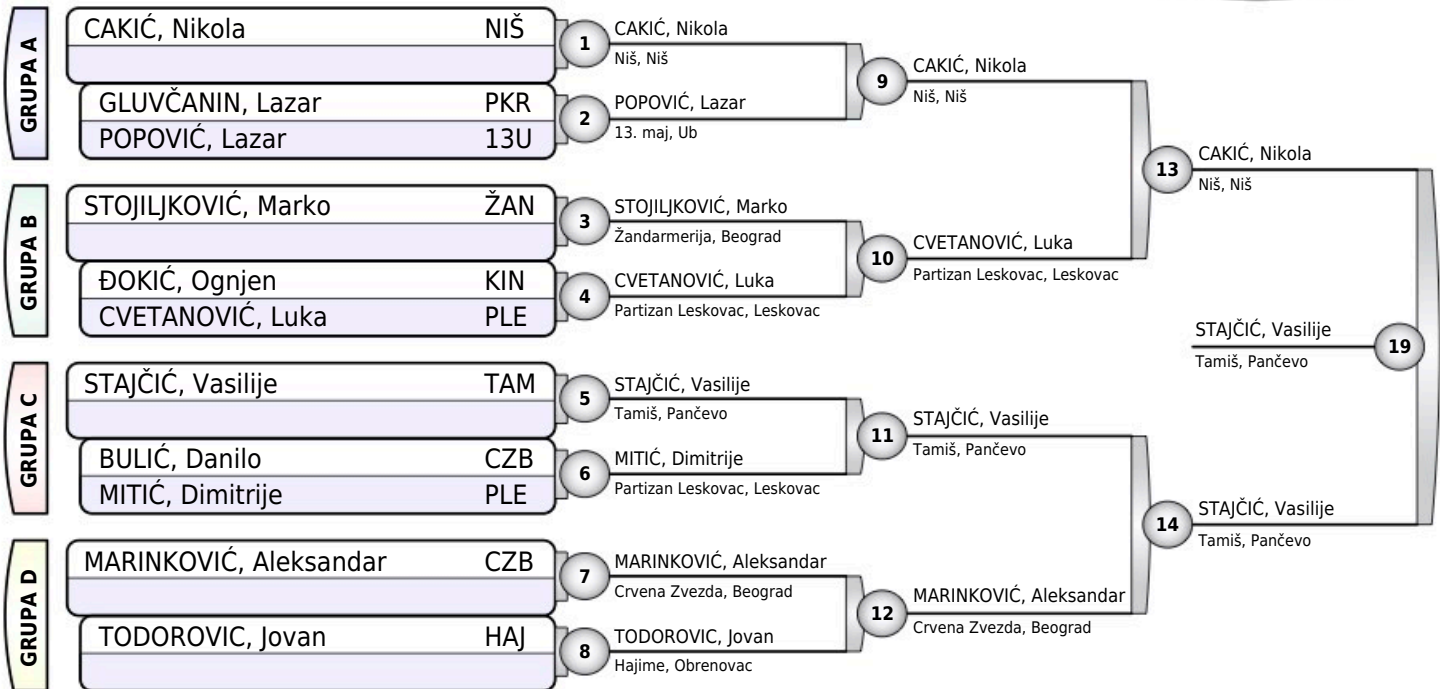 GRUPA A
CAKIĆ, Nikola NIŠ
GLUVČANIN, Lazar PKR
POPOVIĆ, Lazar 13U
GRUPA B
STOJILJKOVIĆ, Marko ŽAN
ĐOKIĆ, Ognjen KIN
CVETANOVIĆ, Luka PLE
GRUPA C
STAJČIĆ, Vasilije TAM
BULIĆ, Danilo CZB
MITIĆ, Dimitrije PLE
GRUPA D
MARINKOVIĆ, Aleksandar CZB
TODOROVIC, Jovan HAJ
1
CAKIĆ, Nikola
Niš, Niš
2
POPOVIĆ, Lazar
13. maj, Ub
3
STOJILJKOVIĆ, Marko
Žandarmerija, Beograd
4
CVETANOVIĆ, Luka
Partizan Leskovac, Leskovac
5
STAJČIĆ, Vasilije
Tamiš, Pančevo
6
MITIĆ, Dimitrije
Partizan Leskovac, Leskovac
7
MARINKOVIĆ, Aleksandar
Crvena Zvezda, Beograd
8
TODOROVIC, Jovan
Hajime, Obrenovac
9
CAKIĆ, Nikola
Niš, Niš
10
CVETANOVIĆ, Luka
Partizan Leskovac, Leskovac
11
STAJČIĆ, Vasilije
Tamiš, Pančevo
12
MARINKOVIĆ, Aleksandar
Crvena Zvezda, Beograd
13
CAKIĆ, Nikola
Niš, Niš
14
STAJČIĆ, Vasilije
Tamiš, Pančevo
STAJČIĆ, Vasilije
Tamiš, Pančevo
19